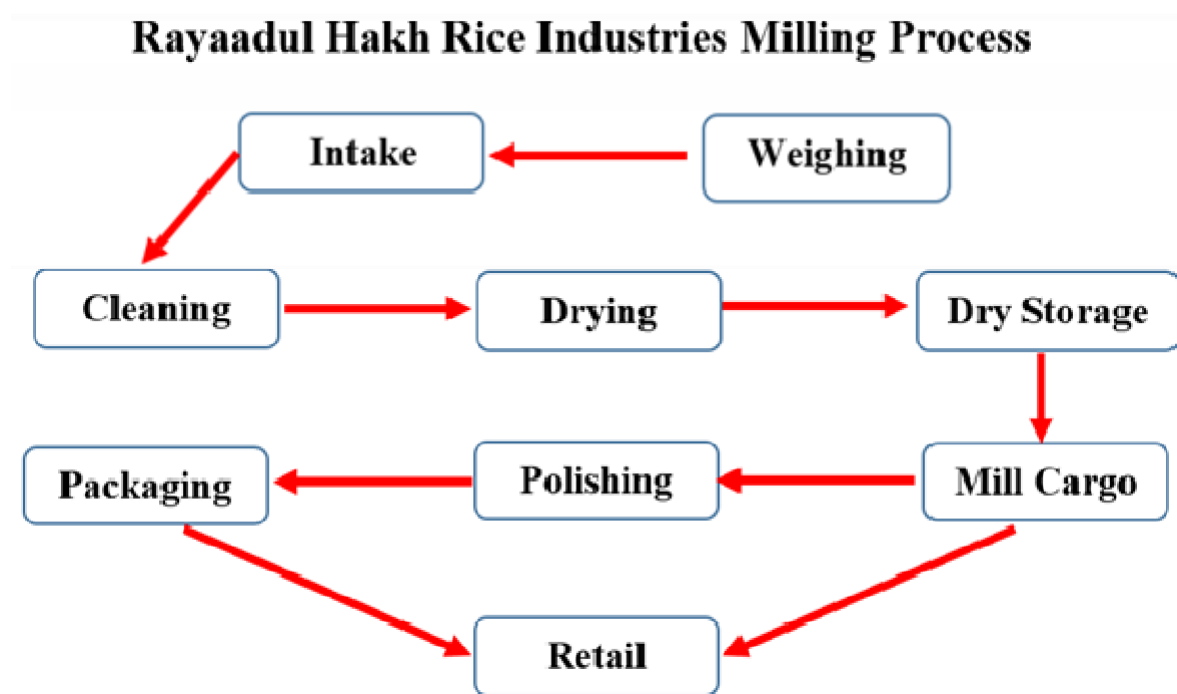 Rayaadul Hakh Rice Industries Milling Process
Intake
Weighing
Cleaning
Drying
Dry Storage
Packaging
Polishing
Mill Cargo
Retail